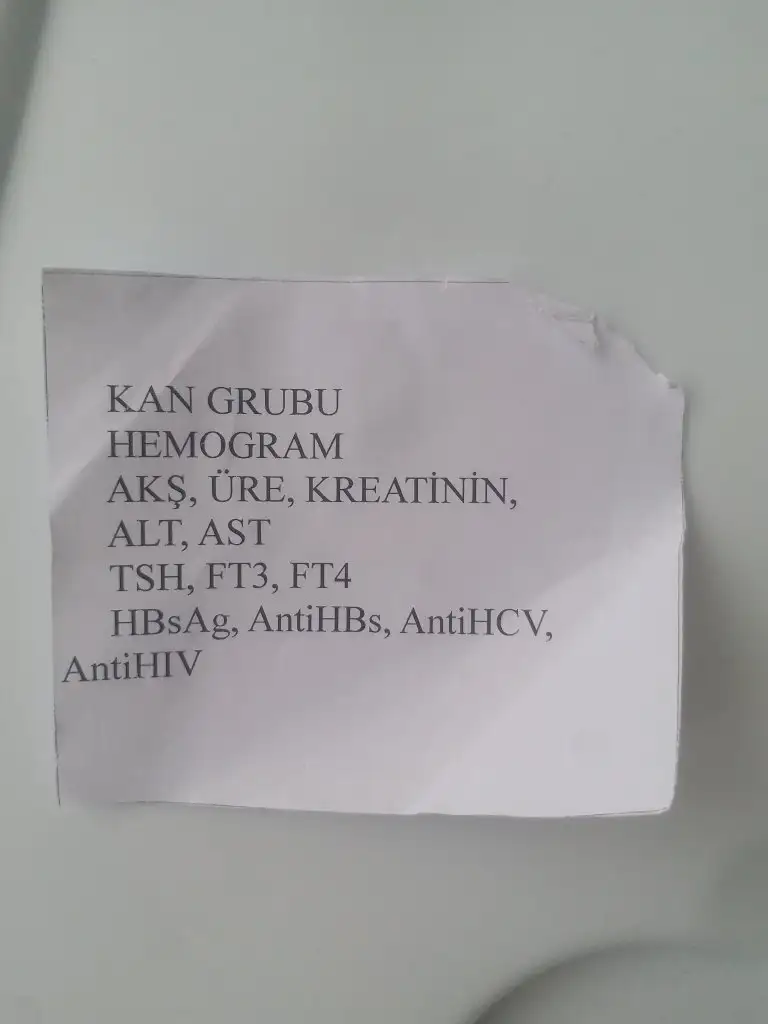 KAN GRUBU
HEMOGRAM
AKŞ, ÜRE, KREATİNİN,
ALT, AST
TSH, FT3, FT4
HBsAg, AntiHBs, AntiHCV,
AntiHIV